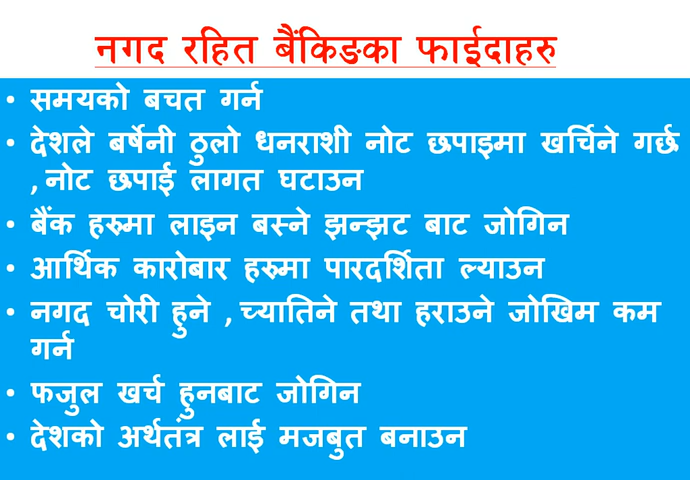 नगद रहित बैंकिङका फाईदाहरु
• समयको बचत गर्न
• देशले बर्षेनी ठुलो धनराशी नोट छपाइमा खर्चिने गर्छ
, नोट छपाई लागत घटाउन
• बैंक हरुमा लाइन बस्ने झन्झट बाट जोगिन
• आर्थिक कारोबार हरुमा पारदर्शिता ल्याउन
• नगद चोरी हुने , च्यातिने तथा हराउने जोखिम कम
गर्न
• फजुल खर्च हुनबाट जोगिन
• देशको अर्थतंत्र लाई मजबुत बनाउन